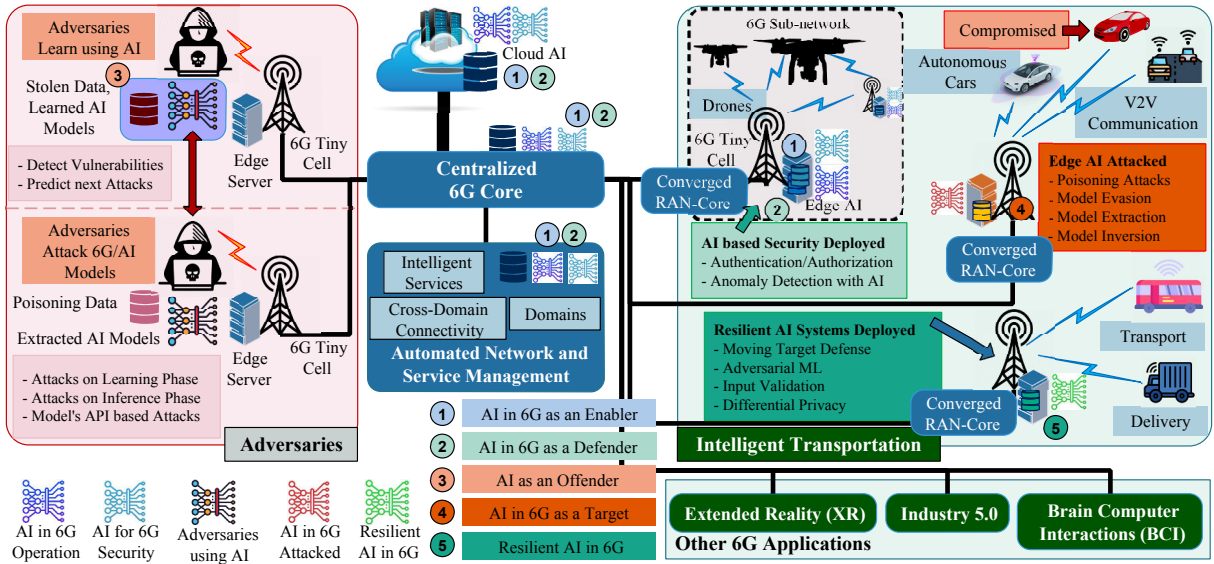 Adversaries
Learn using AI
3
Stolen Data,
Learned AI
Models
- Detect Vulnerabilities
- Predict next Attacks
Edge
Server
6G Tiny
Cell
Adversaries
Attack 6G/AI
Models
Poisoning Data
Extracted AI Models
Edge
Server
6G Tiny
Cell
- Attacks on Learning Phase
- Attacks on Inference Phase
- Model's API based Attacks
Adversaries
Cloud AI
1 2
1 2
Centralized
6G Core
1 2
Intelligent
Services
Cross-Domain
Connectivity
Domains
Automated Network and
Service Management
6G Sub-network
Drones
6G Tiny
Cell
1
Edge AI
Converged
RAN-Core
2
AI based Security Deployed
- Authentication/Authorization
- Anomaly Detection with AI
Compromised
Autonomous
Cars
V2V
Communication
Edge AI Attacked
- Poisoning Attacks
- Model Evasion
- Model Extraction
- Model Inversion
4
Converged
RAN-Core
Resilient AI Systems Deployed
- Moving Target Defense
- Adversarial ML
- Input Validation
- Differential Privacy
Transport
Delivery
Converged
RAN-Core
5
Intelligent Transportation
1 AI in 6G as an Enabler
2 AI in 6G as a Defender
3 AI as an Offender
4 AI in 6G as a Target
5 Resilient AI in 6G
AI in 6G
Operation
AI for 6G
Security
Adversaries
using AI
AI in 6G
Attacked
Resilient
AI in 6G
Extended Reality (XR)
Industry 5.0
Brain Computer
Interactions (BCI)
Other 6G Applications